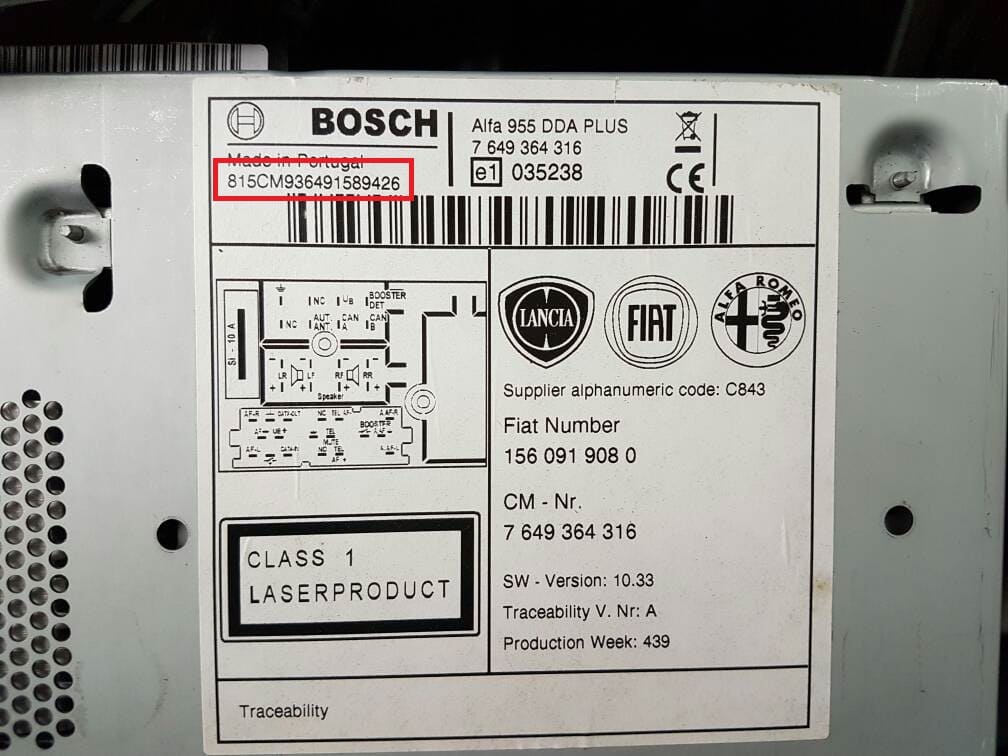 BOSCH
Made in Portugal
815CM936491589426
Alfa 955 DDA PLUS
7 649 364 316
e1 035238
CE
NC UB BOOSTER DET
NC AUT. ANT. CAN A CAN B
SI - 10 A
LR LF RF RR
Speaker
LANCIA
FIAT
ALFA ROMEO
Supplier alphanumeric code: C843
Fiat Number
156 091 908 0
CM - Nr.
7 649 364 316
SW - Version: 10.33
Traceability V. Nr: A
Production Week: 439
CLASS 1
LASERPRODUCT
Traceability